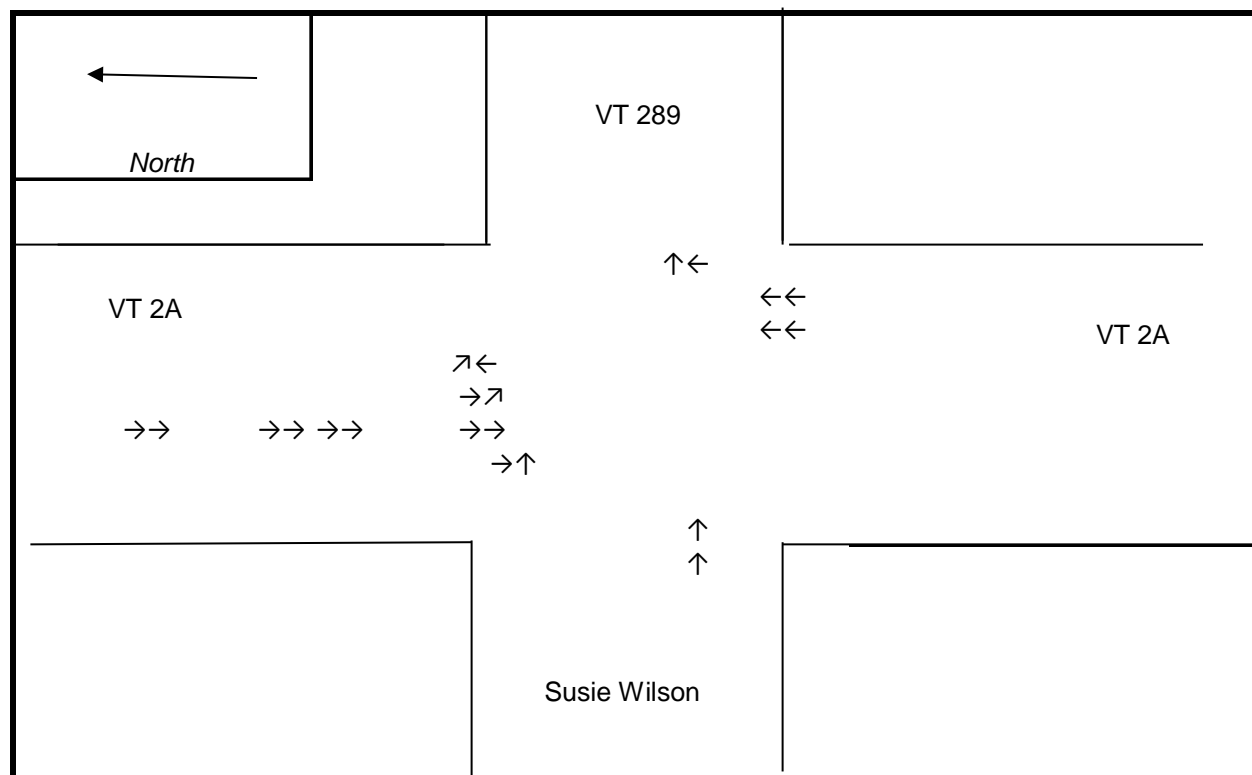 VT 289
North
VT 2A
VT 2A
↑←
←←
←←
↗←
→↗
→→ →→ →→ →→
→↑
↑
↑
Susie Wilson